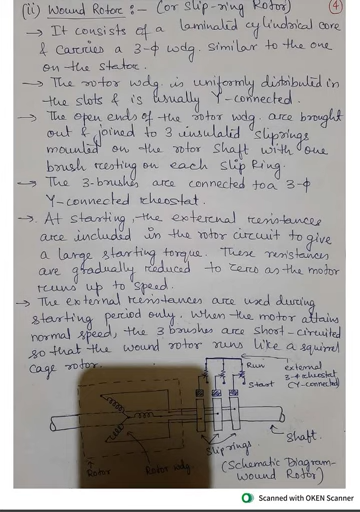 (ii) Wound Rotor :- (or slip-ring Rotor) (4)
→ It consists of a laminated cylindrical core
& carries a 3-ϕ wdg. similar to the one
on the stator.
→ The rotor wdg. is uniformly distributed in
the slots & is usually Y-connected.
→ The open ends of the rotor wdg. are brought
out & joined to 3 insulated sliprings
mounted on the rotor shaft with one
brush resting on each slip Ring.
→ The 3-brushes are connected to a 3-ϕ
Y-connected rheostat.
→ At starting, the external resistances
are included in the rotor circuit to give
a large starting torque. These resistances
are gradually reduced to zero as the motor
runs up to speed.
→ The external resistances are used during
starting period only. When the motor attains
normal speed, the 3 brushes are short-circuited
so that the wound rotor runs like a squirrel
cage rotor.
Run
Start
external
3-ϕ rheostat
(Y-connected)
Shaft.
Slip rings
Rotor
Rotor wdg.
(Schematic Diagram-
Wound Rotor)
Scanned with OKEN Scanner